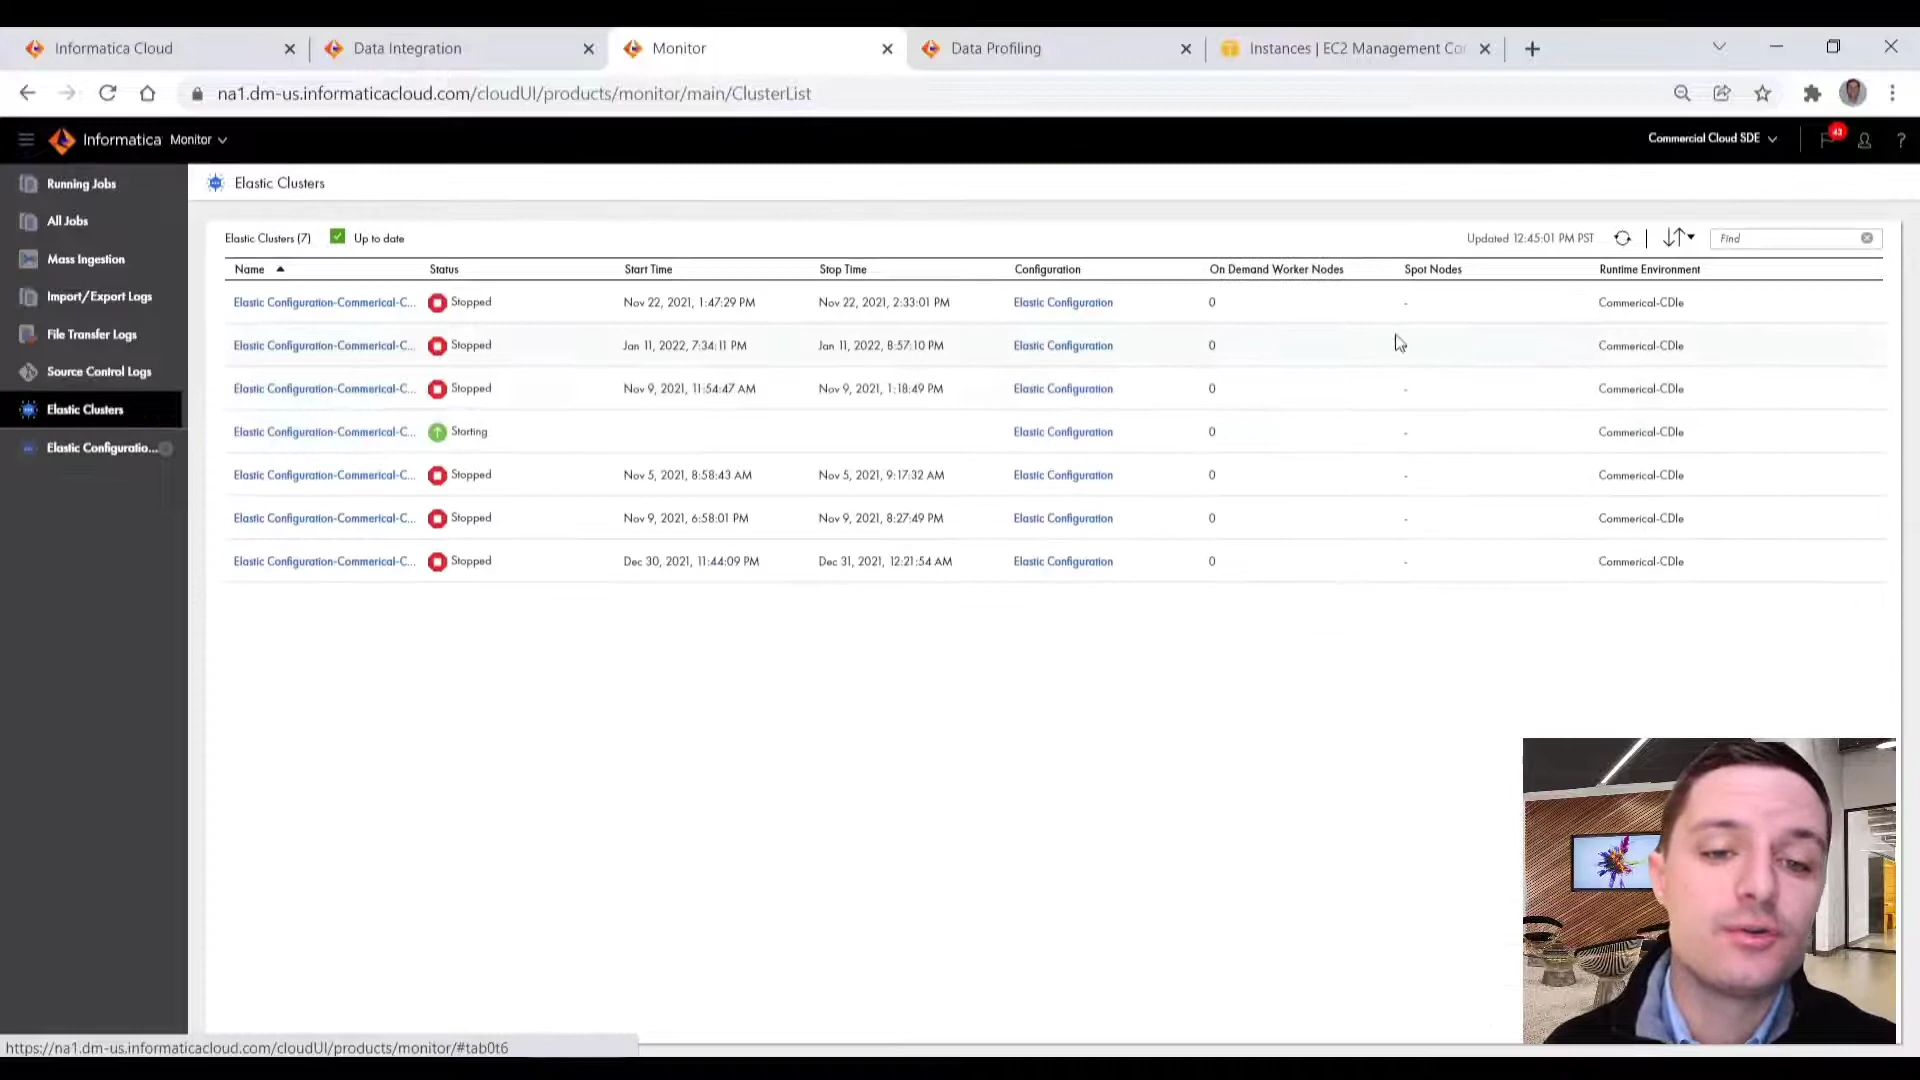 Informatica Cloud
Data Integration
Monitor
Data Profiling
Instances | EC2 Management Co
na1.dm-us.informaticacloud.com/cloudUI/products/monitor/main/ClusterList
Informatica Monitor
Commercial Cloud SDE
43
?
Running Jobs
All Jobs
Mass Ingestion
Import/Export Logs
File Transfer Logs
Source Control Logs
Elastic Clusters
Elastic Configuratio...
Elastic Clusters
Elastic Clusters (7) Up to date
Updated 12:45:01 PM PST
Find
Name Status Start Time Stop Time Configuration On Demand Worker Nodes Spot Nodes Runtime Environment
Elastic Configuration-Commerical-C... Stopped Nov 22, 2021, 1:47:29 PM Nov 22, 2021, 2:33:01 PM Elastic Configuration 0 - Commerical-CDIe
Elastic Configuration-Commerical-C... Stopped Jan 11, 2022, 7:34:11 PM Jan 11, 2022, 8:57:10 PM Elastic Configuration 0 - Commerical-CDIe
Elastic Configuration-Commerical-C... Stopped Nov 9, 2021, 11:54:47 AM Nov 9, 2021, 1:18:49 PM Elastic Configuration 0 - Commerical-CDIe
Elastic Configuration-Commerical-C... Starting Elastic Configuration 0 - Commerical-CDIe
Elastic Configuration-Commerical-C... Stopped Nov 5, 2021, 8:58:43 AM Nov 5, 2021, 9:17:32 AM Elastic Configuration 0 - Commerical-CDIe
Elastic Configuration-Commerical-C... Stopped Nov 9, 2021, 6:58:01 PM Nov 9, 2021, 8:27:49 PM Elastic Configuration 0 - Commerical-CDIe
Elastic Configuration-Commerical-C... Stopped Dec 30, 2021, 11:44:09 PM Dec 31, 2021, 12:21:54 AM Elastic Configuration 0 - Commerical-CDIe
https://na1.dm-us.informaticacloud.com/cloudUI/products/monitor/#tab0t6